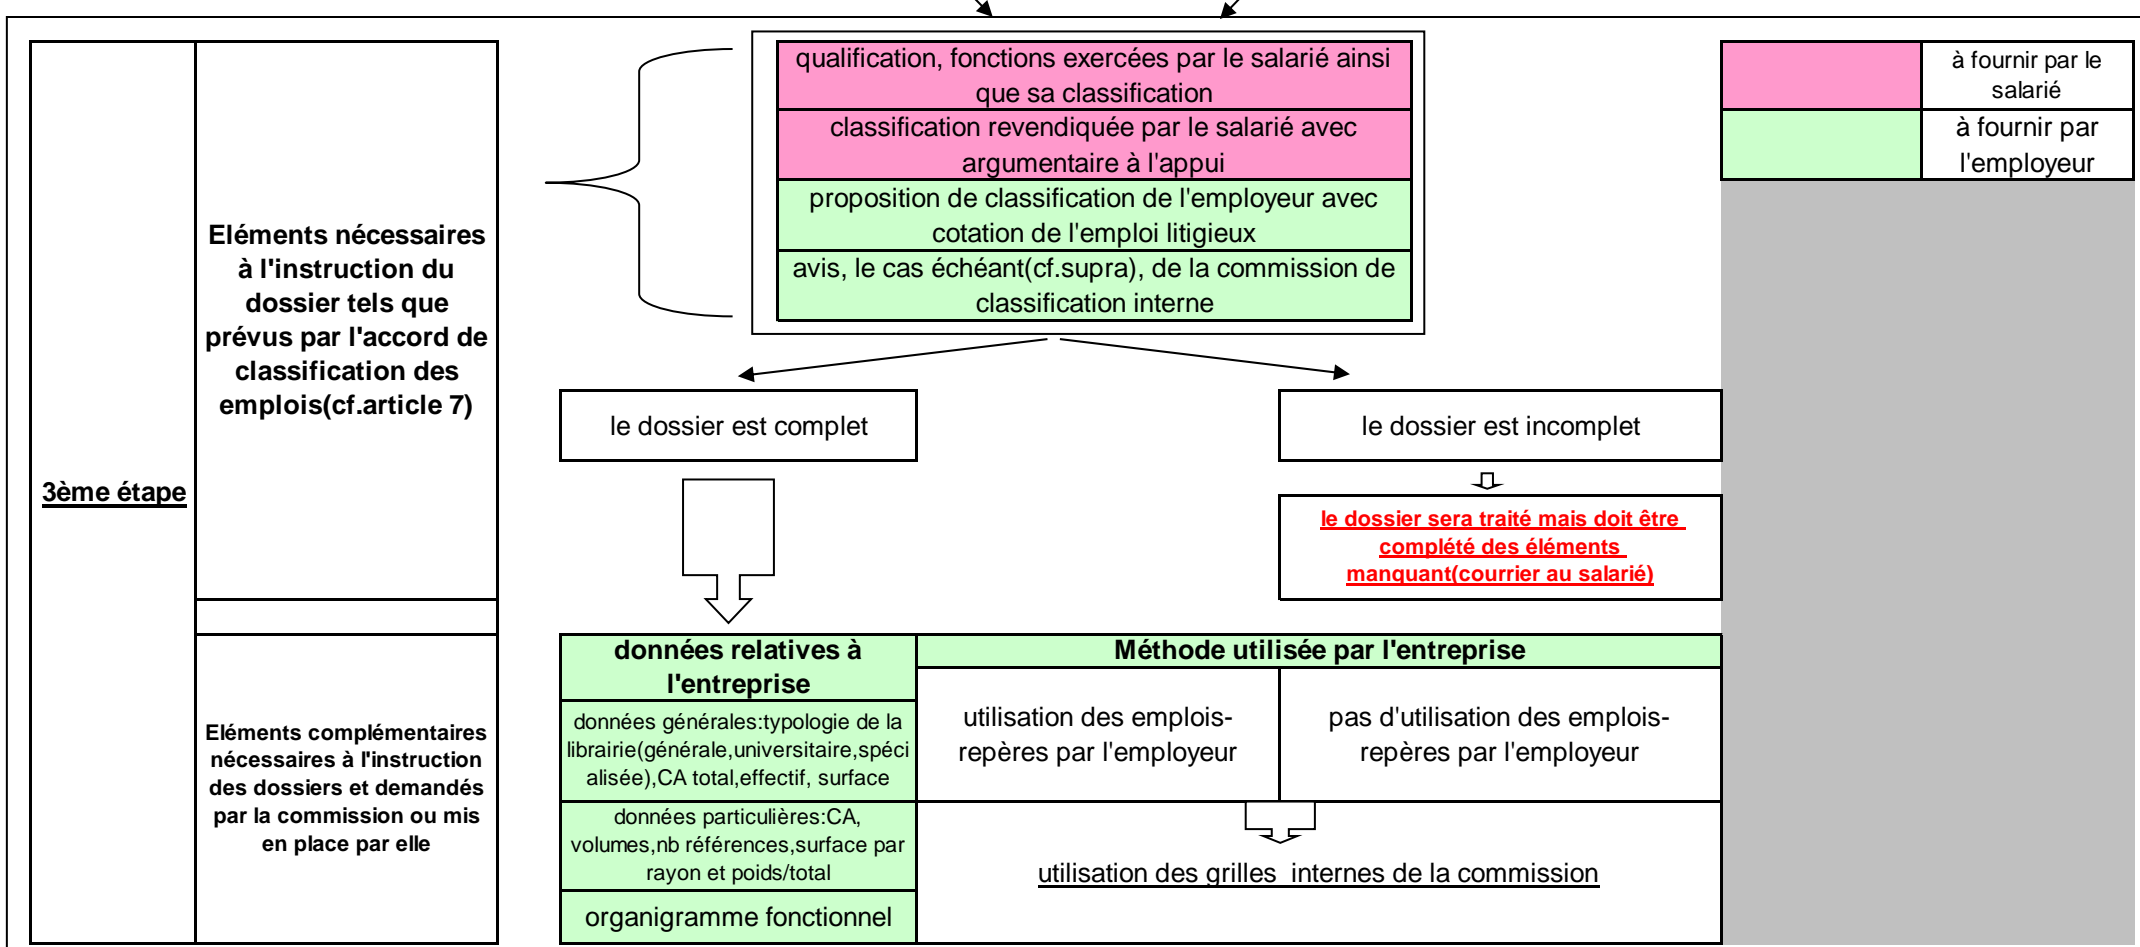 3ème étape
Eléments nécessaires
à l'instruction du
dossier tels que
prévus par l'accord de
classification des
emplois(cf.article 7)
qualification, fonctions exercées par le salarié ainsi
que sa classification
classification revendiquée par le salarié avec
argumentaire à l'appui
proposition de classification de l'employeur avec
cotation de l'emploi litigieux
avis, le cas échéant(cf.supra), de la commission de
classification interne
à fournir par le
salarié
à fournir par
l'employeur
le dossier est complet
le dossier est incomplet
le dossier sera traité mais doit être
complété des éléments
manquant(courrier au salarié)
Eléments complémentaires
nécessaires à l'instruction
des dossiers et demandés
par la commission ou mis
en place par elle
données relatives à
l'entreprise
données générales:typologie de la
librairie(générale,universitaire,spéci
alisée),CA total,effectif, surface
données particulières:CA,
volumes,nb références,surface par
rayon et poids/total
organigramme fonctionnel
Méthode utilisée par l'entreprise
utilisation des emplois-
repères par l'employeur
pas d'utilisation des emplois-
repères par l'employeur
utilisation des grilles  internes de la commission